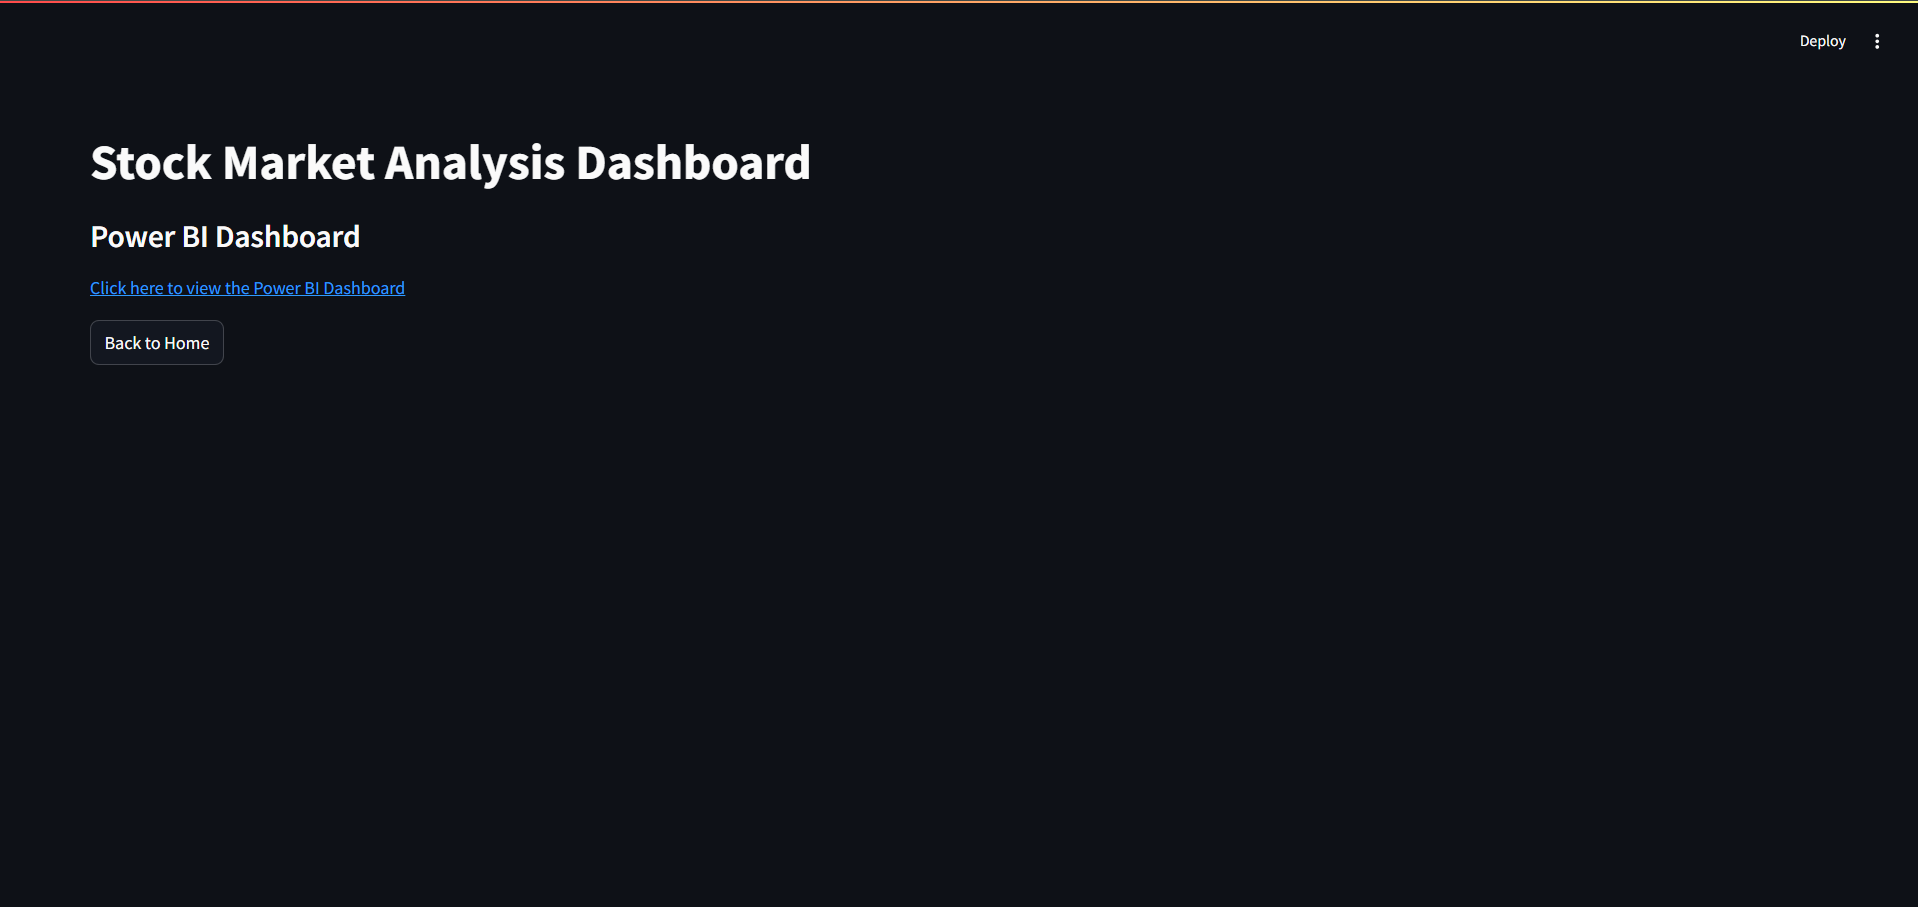 Deploy
Stock Market Analysis Dashboard
Power BI Dashboard
Click here to view the Power BI Dashboard
Back to Home